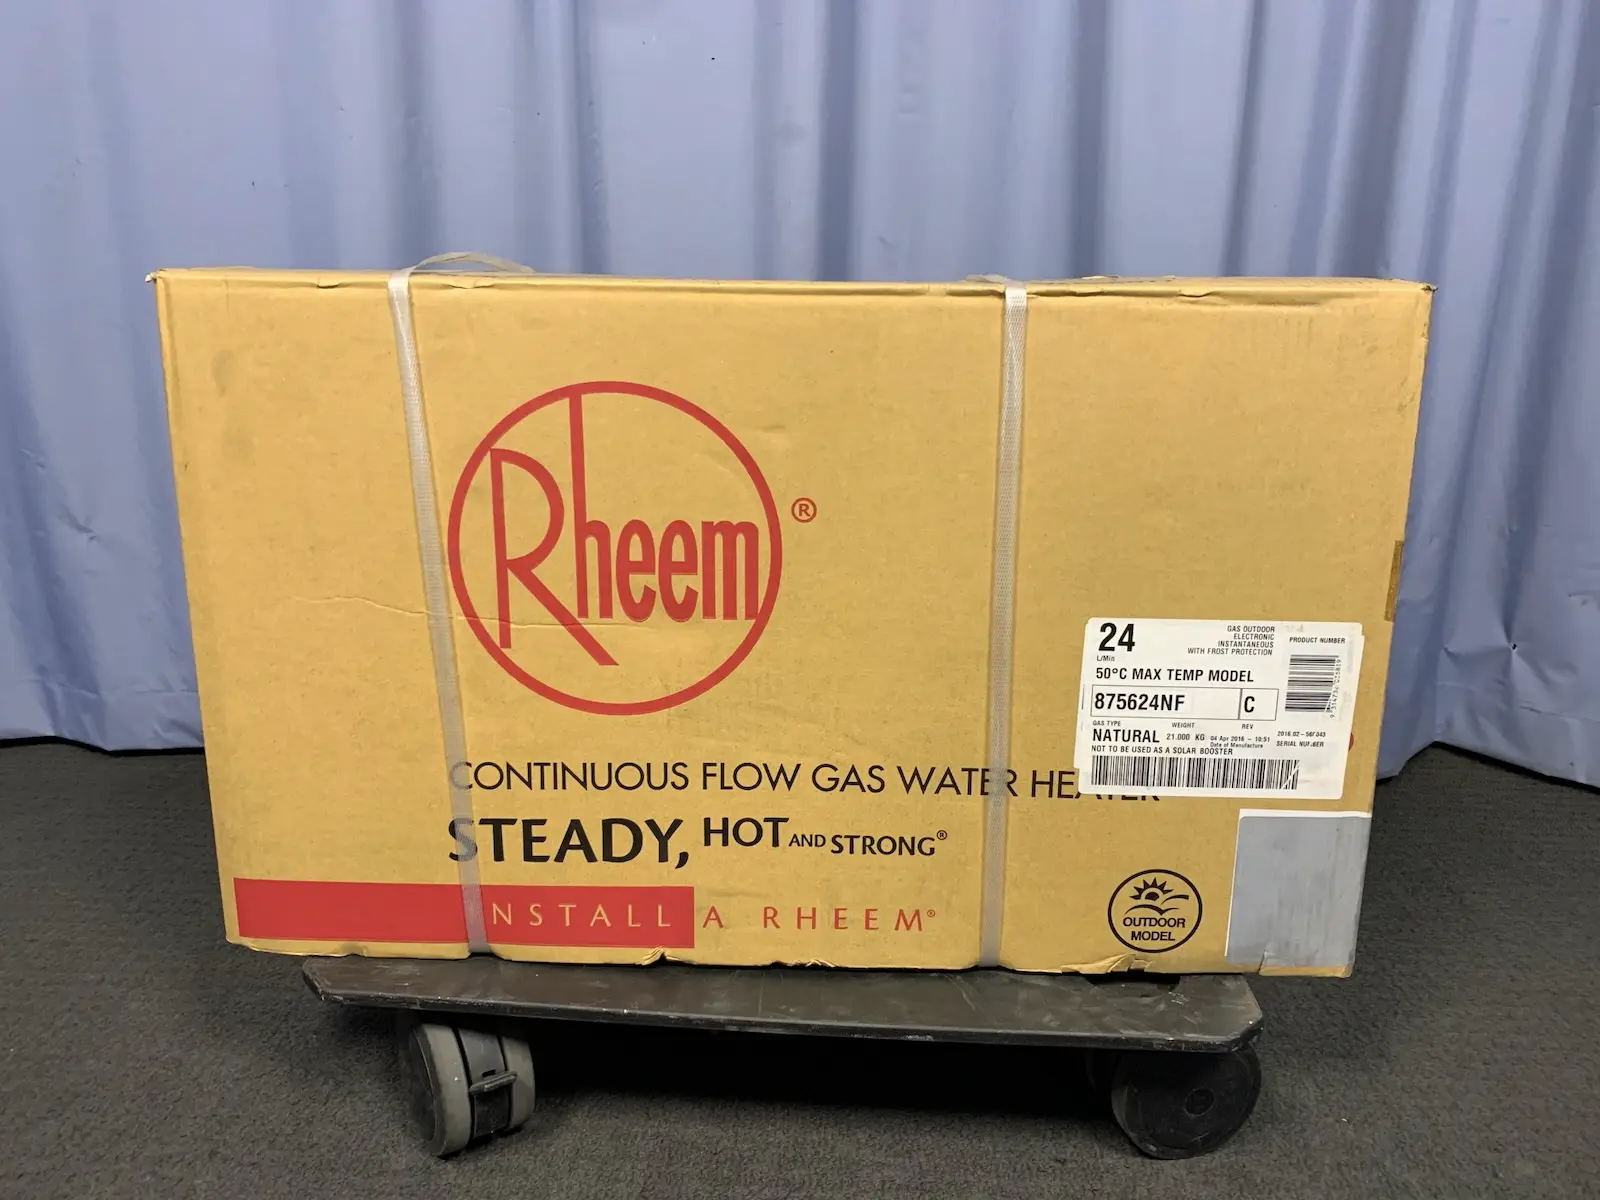 Rheem®
24
L/Min
GAS OUTDOOR
ELECTRONIC
INSTANTANEOUS
WITH FROST PROTECTION
PRODUCT NUMBER
50°C MAX TEMP MODEL
875624NF C
GAS TYPE WEIGHT REV
NATURAL 21.000 KG 04 Apr 2016 - 10:51
Date of Manufacture
SERIAL NUMBER
NOT TO BE USED AS A SOLAR BOOSTER
CONTINUOUS FLOW GAS WATER HEATER
STEADY, HOT AND STRONG®
INSTALL A RHEEM®
OUTDOOR
MODEL